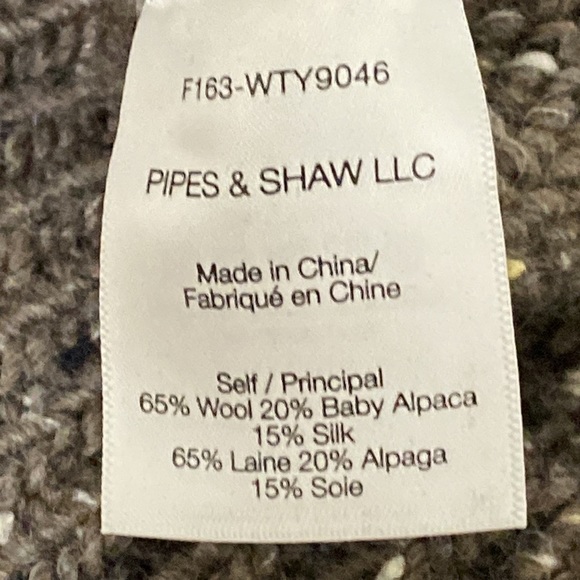 F163-WTY9046
PIPES & SHAW LLC
Made in China/
Fabriqué en Chine
Self / Principal
65% Wool 20% Baby Alpaca
15% Silk
65% Laine 20% Alpaga
15% Soie